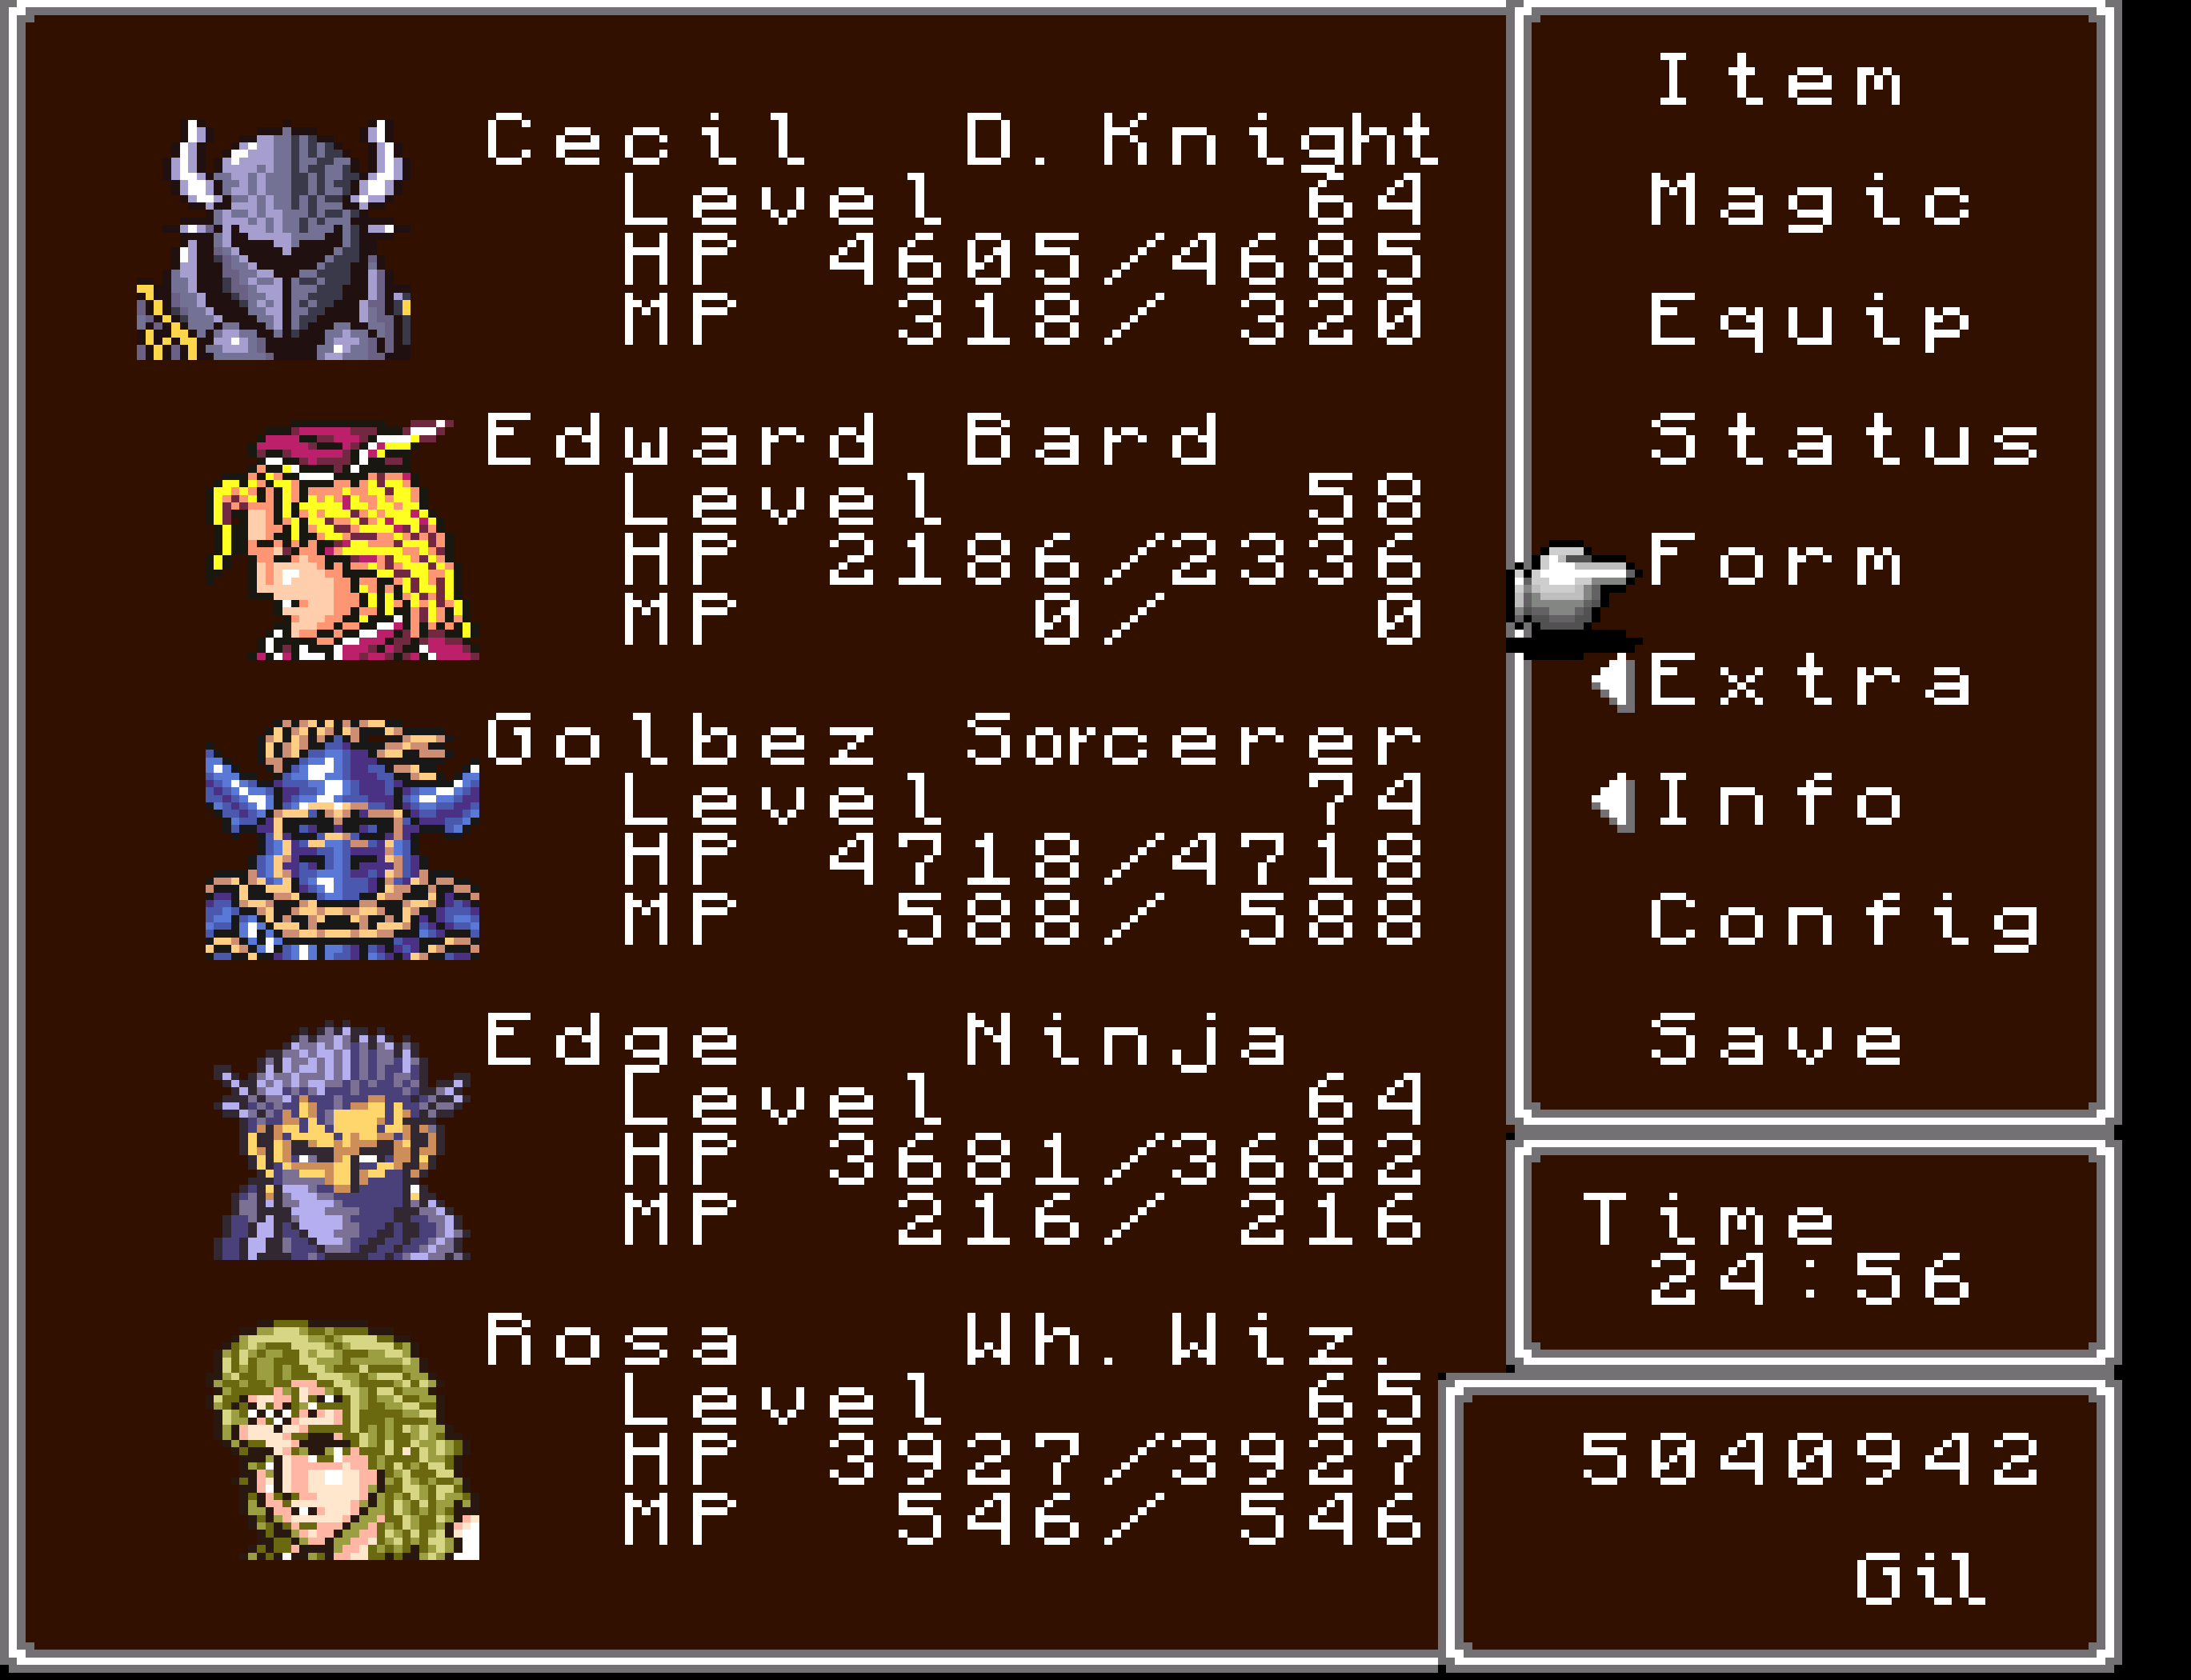 Cecil D.Knight
Level 64
HP 4605/4685
MP 318/ 320
Edward Bard
Level 58
HP 2186/2336
MP 0/ 0
Golbez Sorcerer
Level 74
HP 4718/4718
MP 588/ 588
Edge Ninja
Level 64
HP 3681/3682
MP 216/ 216
Rosa Wh.Wiz.
Level 65
HP 3927/3927
MP 546/ 546
Item
Magic
Equip
Status
Form
Extra
Info
Config
Save
Time
24:56
5040942
Gil